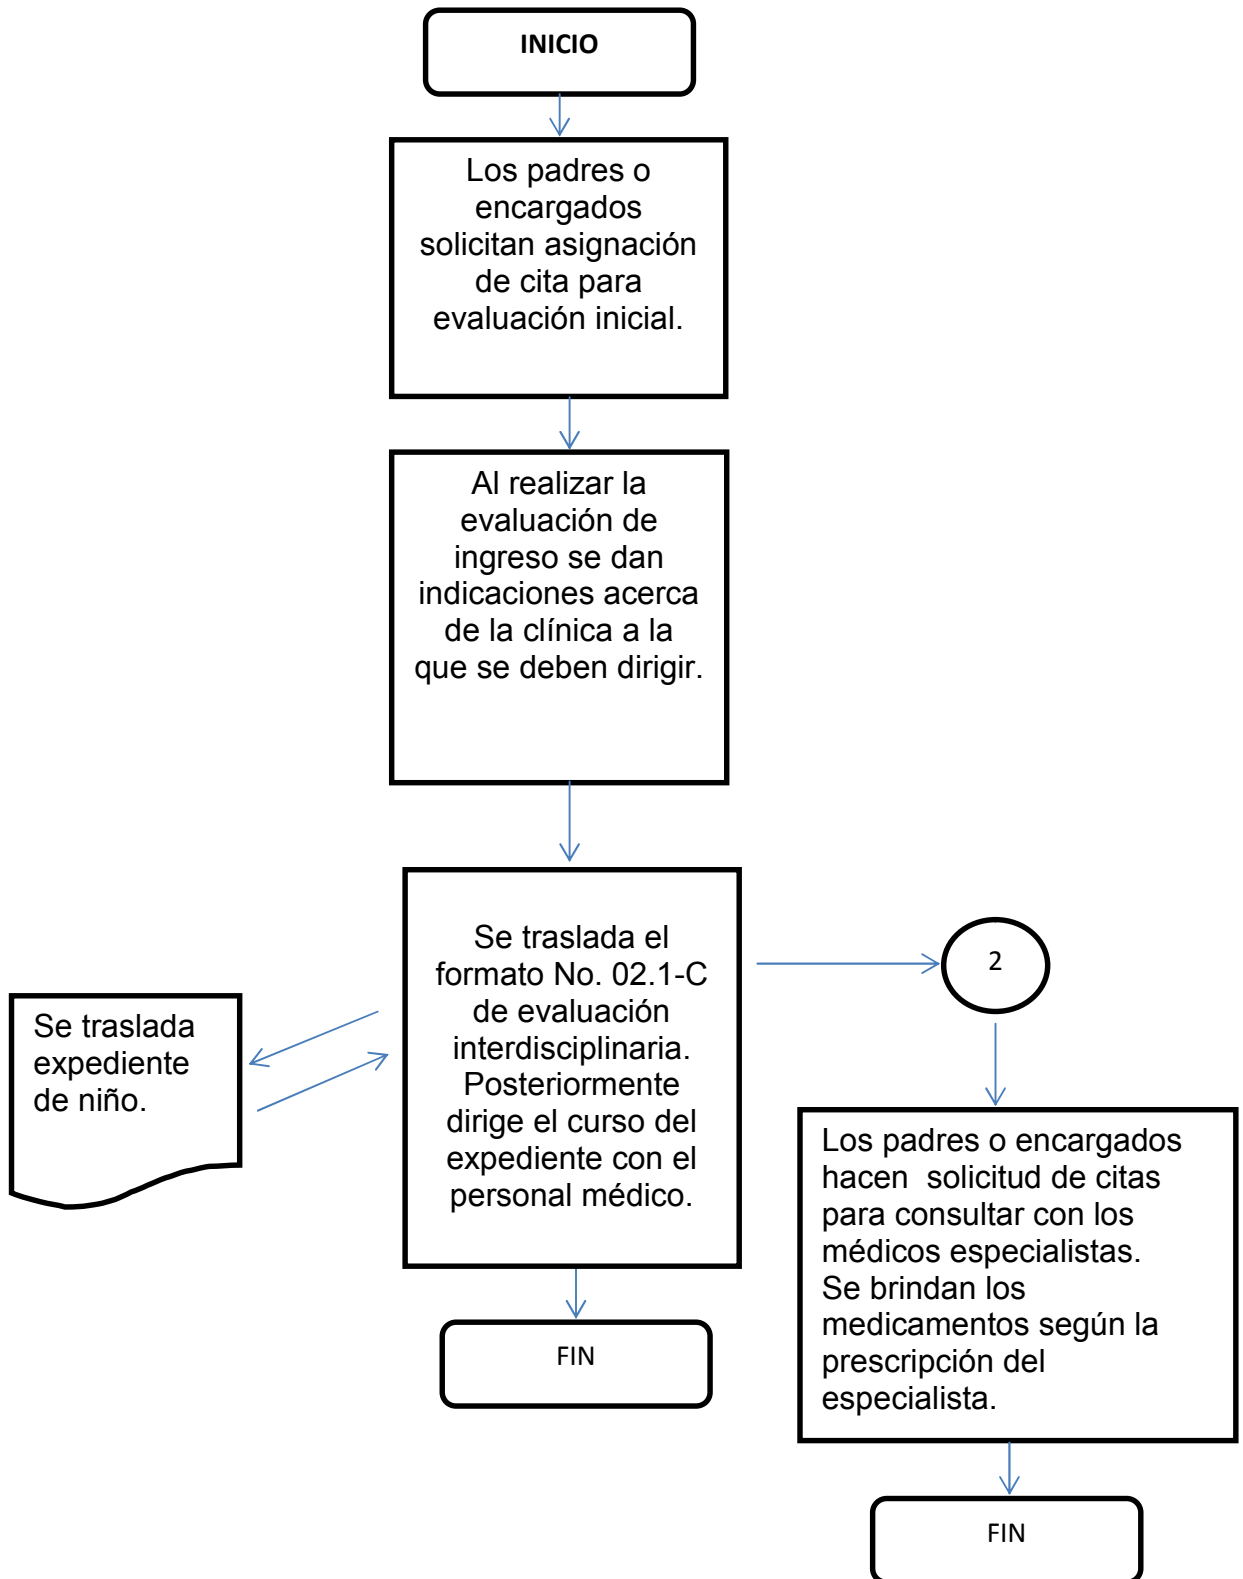 INICIO
Los padres o
encargados
solicitan asignación
de cita para
evaluación inicial.
Al realizar la
evaluación de
ingreso se dan
indicaciones acerca
de la clínica a la
que se deben dirigir.
Se traslada el
formato No. 02.1-C
de evaluación
interdisciplinaria.
Posteriormente
dirige el curso del
expediente con el
personal médico.
2
Se traslada
expediente
de niño.
Los padres o encargados
hacen  solicitud de citas
para consultar con los
médicos especialistas.
Se brindan los
medicamentos según la
prescripción del
especialista.
FIN
FIN